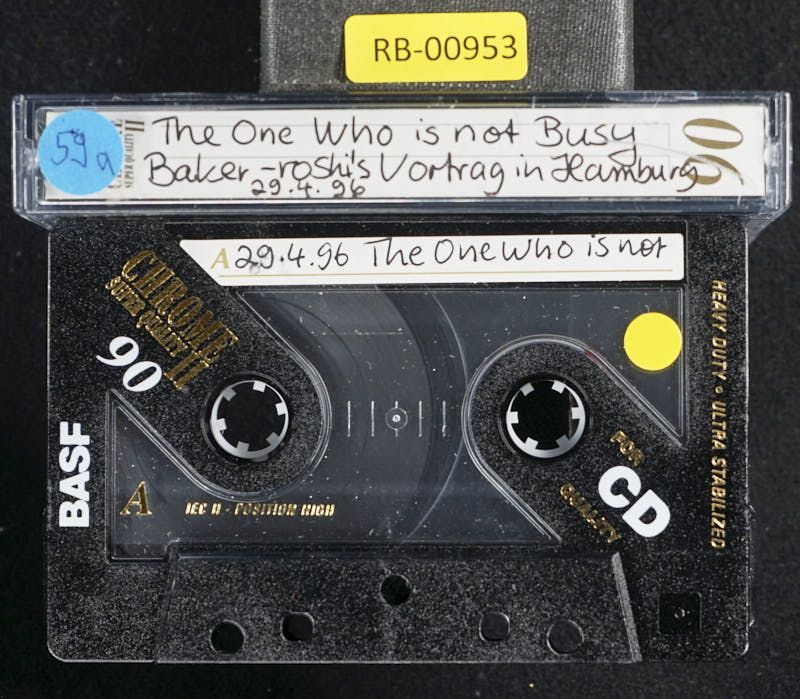 RB-00953
59a
The One Who is not Busy
Baker-roshi's Vortrag in Hamburg
29.4.96
90
A 29.4.96 The One Who is not
CHROME
SUPER QUALITY II
90
BASF
A
IEC II · POSITION HIGH
FOR
CD
QUALITY
HEAVY DUTY · ULTRA STABILIZED